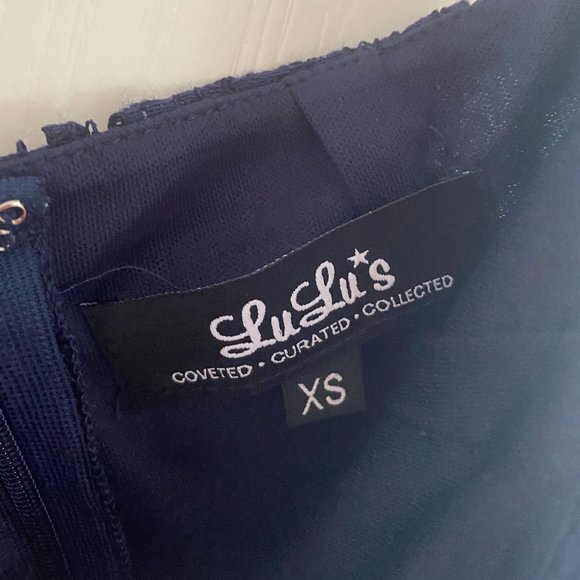 LuLu*s
COVETED • CURATED • COLLECTED
XS